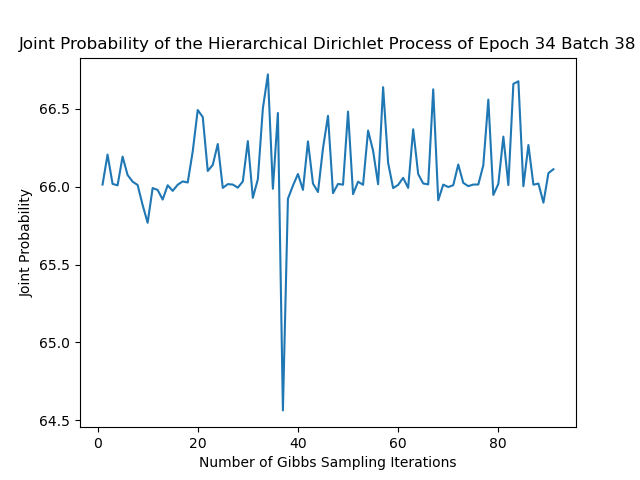 Joint Probability of the Hierarchical Dirichlet Process of Epoch 34 Batch 38
66.5
66.0
65.5
65.0
64.5
Joint Probability
0 20 40 60 80
Number of Gibbs Sampling Iterations